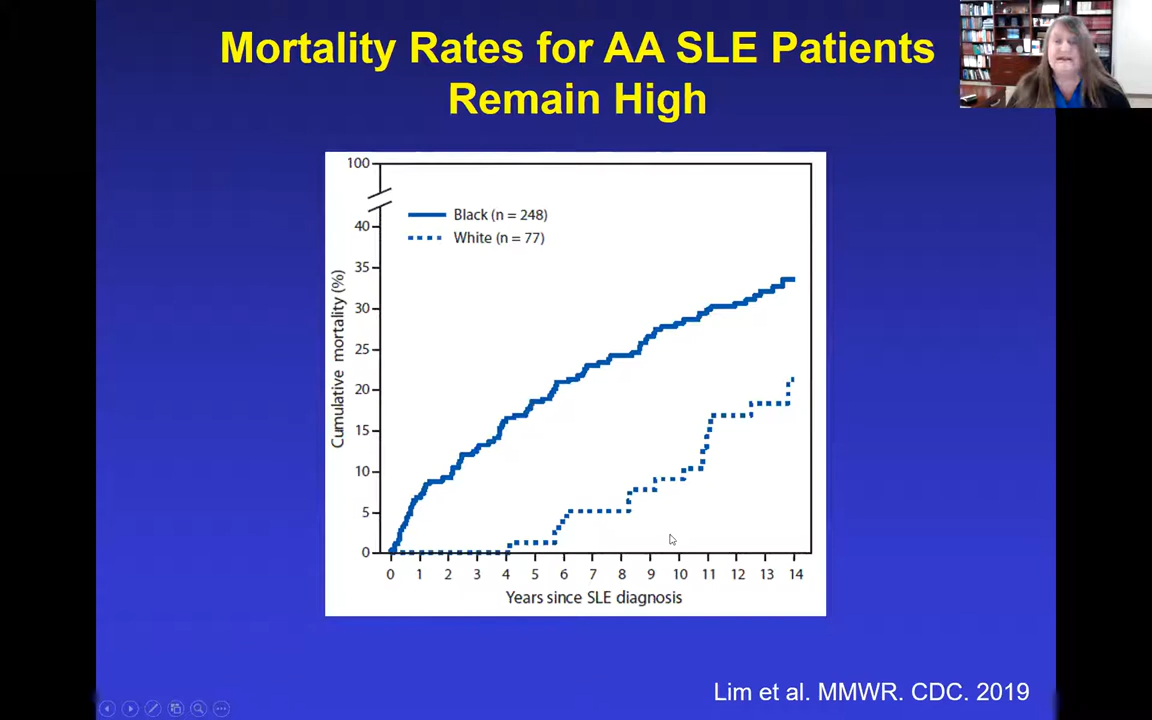 Mortality Rates for AA SLE Patients
Remain High
100
40
35
30
25
20
15
10
5
0
Cumulative mortality (%)
Black (n = 248)
White (n = 77)
0 1 2 3 4 5 6 7 8 9 10 11 12 13 14
Years since SLE diagnosis
Lim et al. MMWR. CDC. 2019